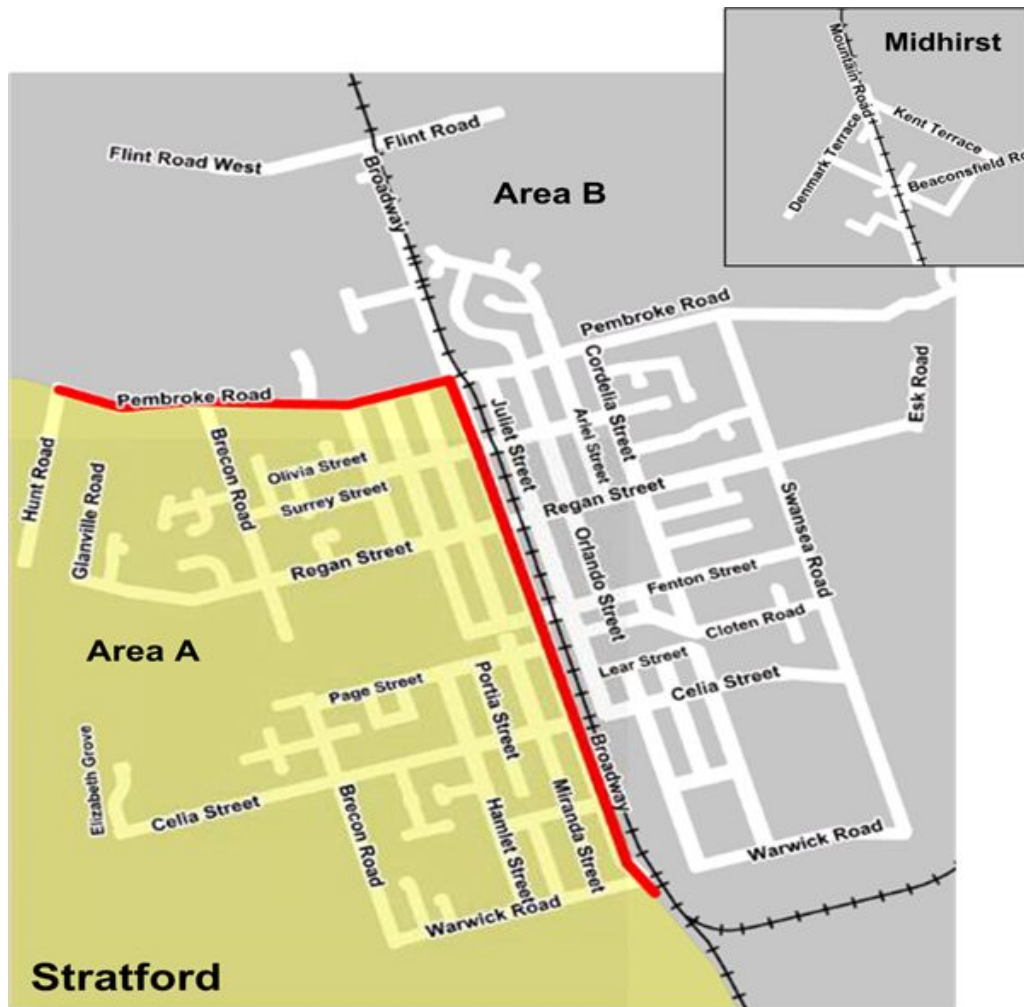 Midhirst
Mountain Road
Kent Terrace
Denmark Terrace
Beaconsfield Ro
Flint Road West
Flint Road
Broadway
Area B
Pembroke Road
Cordelia Street
Esk Road
Pembroke Road
Juliet Street
Ariel Street
Hunt Road
Glanville Road
Brecon Road
Olivia Street
Surrey Street
Regan Street
Regan Street
Swansea Road
Orlando Street
Fenton Street
Cloten Road
Area A
Page Street
Portia Street
Lear Street
Celia Street
Elizabeth Grove
Celia Street
Brecon Road
Hamlet Street
Miranda Street
Broadway
Warwick Road
Warwick Road
Stratford